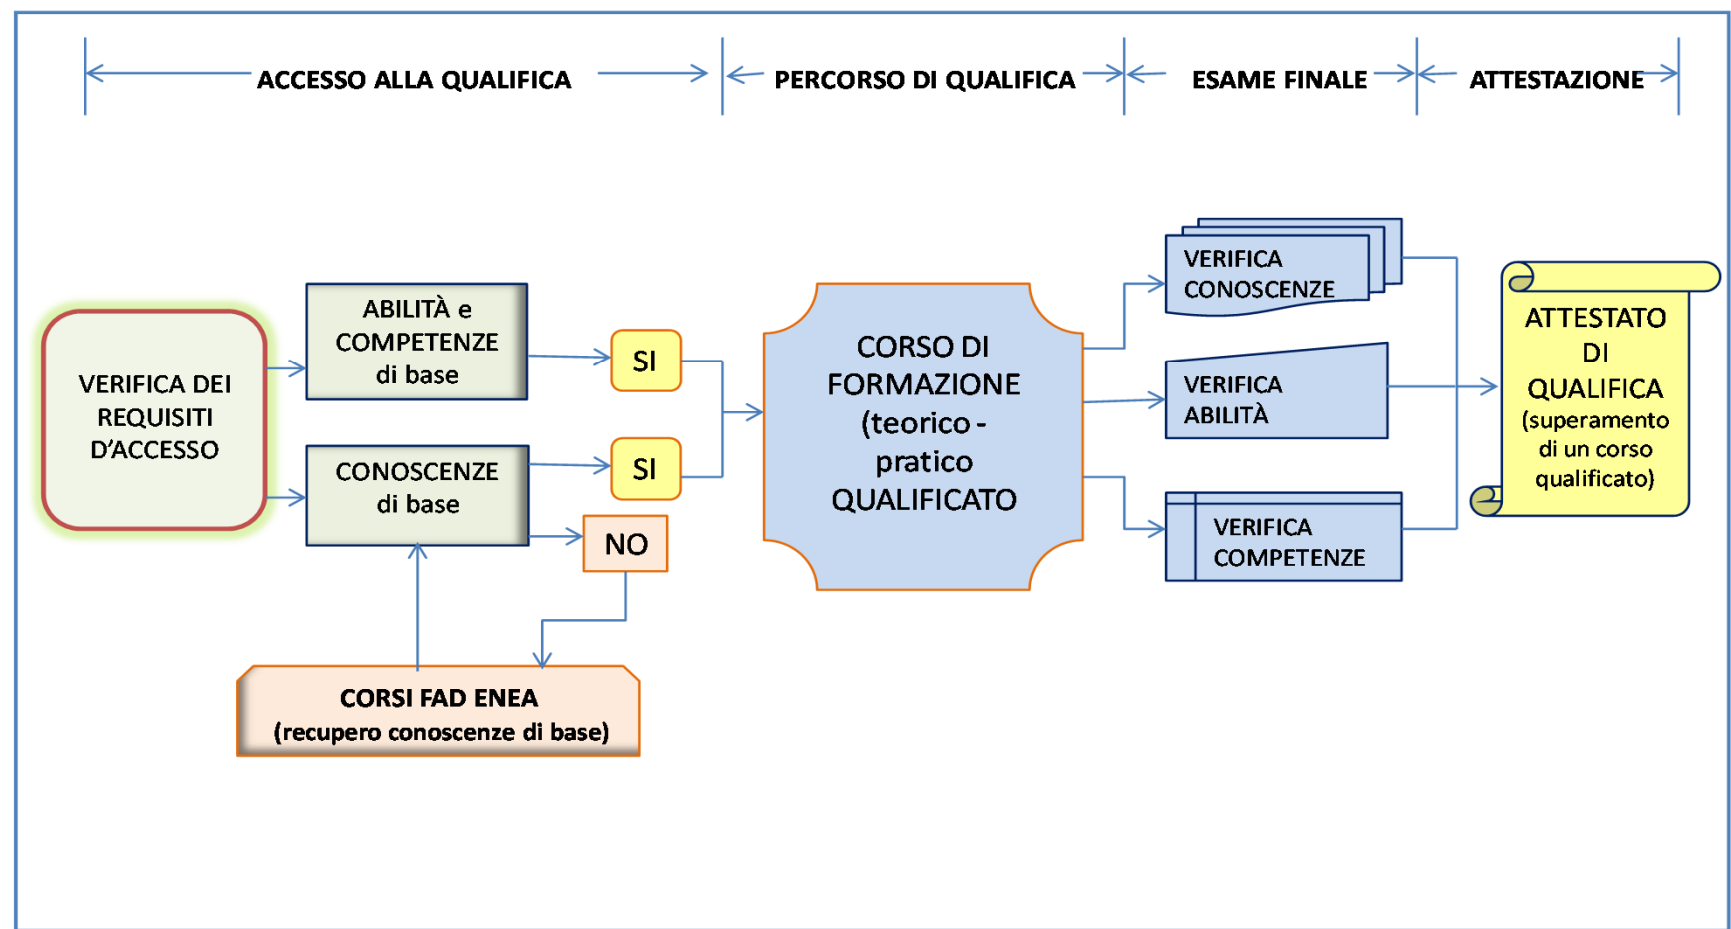 ACCESSO ALLA QUALIFICA
PERCORSO DI QUALIFICA
ESAME FINALE
ATTESTAZIONE
VERIFICA DEI
REQUISITI
D'ACCESSO
ABILITÀ e
COMPETENZE
di base
SI
CONOSCENZE
di base
SI
NO
CORSI FAD ENEA
(recupero conoscenze di base)
CORSO DI
FORMAZIONE
(teorico -
pratico
QUALIFICATO
VERIFICA
CONOSCENZE
VERIFICA
ABILITÀ
VERIFICA
COMPETENZE
ATTESTATO
DI
QUALIFICA
(superamento
di un corso
qualificato)